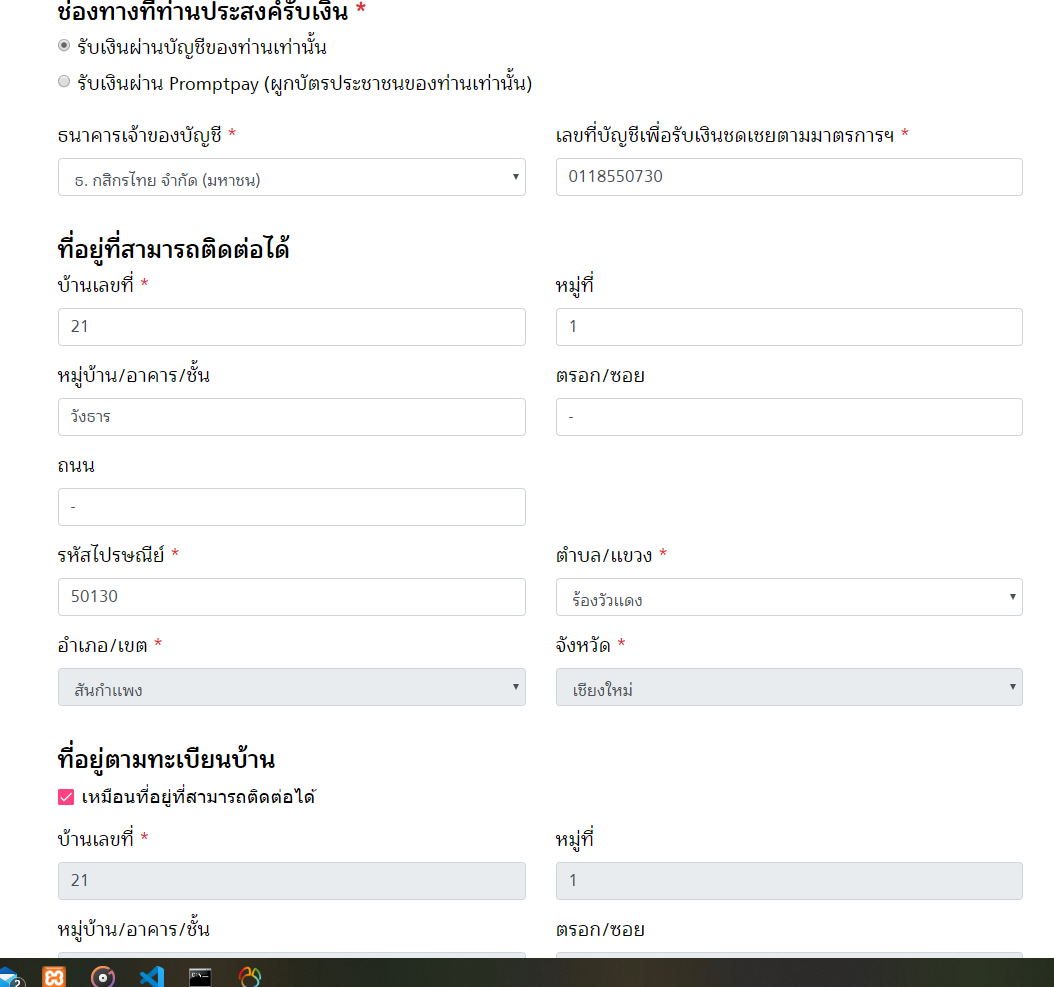 ช่องทางที่ท่านประสงค์รับเงิน *
รับเงินผ่านบัญชีของท่านเท่านั้น
รับเงินผ่าน Promptpay (ผูกบัตรประชาชนของท่านเท่านั้น)
ธนาคารเจ้าของบัญชี *
เลขที่บัญชีเพื่อรับเงินชดเชยตามมาตรการฯ *
ธ. กสิกรไทย จำกัด (มหาชน)
0118550730
ที่อยู่ที่สามารถติดต่อได้
บ้านเลขที่ *
หมู่ที่
21
1
หมู่บ้าน/อาคาร/ชั้น
ตรอก/ซอย
วังธาร
-
ถนน
-
รหัสไปรษณีย์ *
ตำบล/แขวง *
50130
ร้องวัวแดง
อำเภอ/เขต *
จังหวัด *
สันกำแพง
เชียงใหม่
ที่อยู่ตามทะเบียนบ้าน
เหมือนที่อยู่ที่สามารถติดต่อได้
บ้านเลขที่ *
หมู่ที่
21
1
หมู่บ้าน/อาคาร/ชั้น
ตรอก/ซอย
2